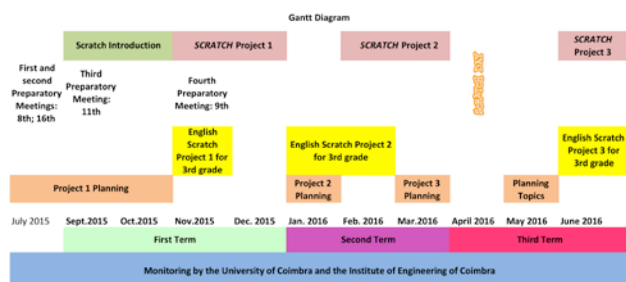 Gantt Diagram
Scratch Introduction
SCRATCH Project 1
SCRATCH Project 2
SCRATCH
Project 3
First and
second
Preparatory
Meetings:
8th; 16th
Third
Preparatory
Meeting:
11th
Fourth
Preparatory
Meeting: 9th
English
Scratch
Project 1 for
3rd grade
English Scratch Project 2
for 3rd grade
English Scratch
Project 3 for
3rd grade
Project 1 Planning
Project 2
Planning
Project 3
Planning
Planning
Topics
July 2015
Sept.2015
Oct.2015
Nov.2015
Dec. 2015
Jan. 2016
Feb. 2016
Mar.2016
April 2016
May 2016
June 2016
First Term
Second Term
Third Term
Monitoring by the University of Coimbra and the Institute of Engineering of Coimbra